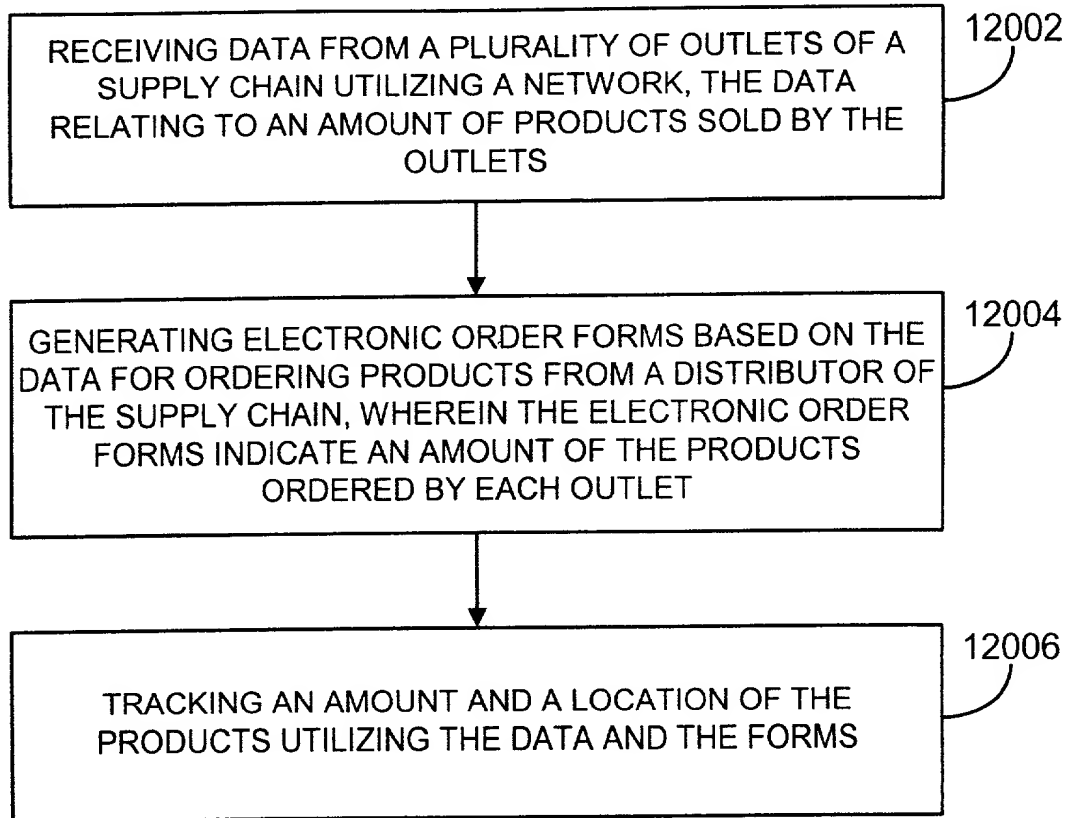 12002
RECEIVING DATA FROM A PLURALITY OF OUTLETS OF A
SUPPLY CHAIN UTILIZING A NETWORK, THE DATA
RELATING TO AN AMOUNT OF PRODUCTS SOLD BY THE
OUTLETS
12004
GENERATING ELECTRONIC ORDER FORMS BASED ON THE
DATA FOR ORDERING PRODUCTS FROM A DISTRIBUTOR OF
THE SUPPLY CHAIN, WHEREIN THE ELECTRONIC ORDER
FORMS INDICATE AN AMOUNT OF THE PRODUCTS
ORDERED BY EACH OUTLET
12006
TRACKING AN AMOUNT AND A LOCATION OF THE
PRODUCTS UTILIZING THE DATA AND THE FORMS